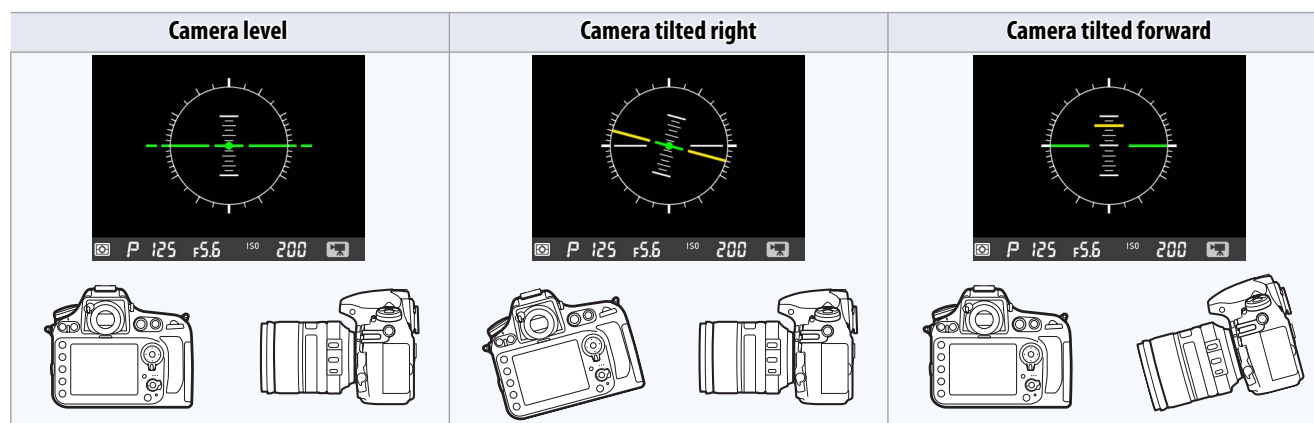 Camera level
Camera tilted right
Camera tilted forward
P 125 F5.6 ISO 200
P 125 F5.6 ISO 200
P 125 F5.6 ISO 200